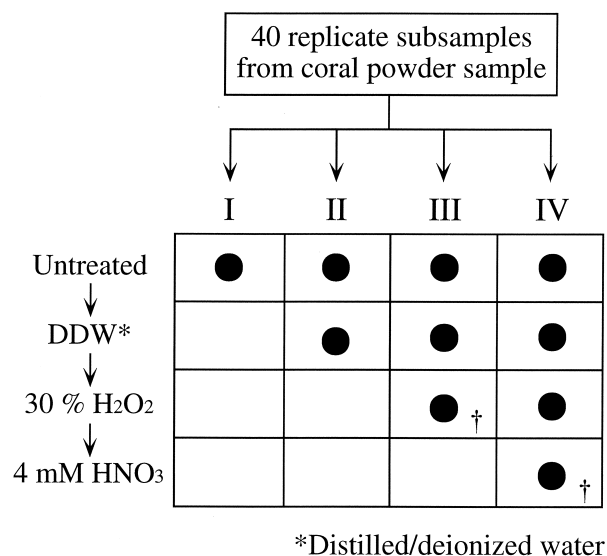 40 replicate subsamples
from coral powder sample
I II III IV
Untreated
DDW*
30 % H2O2
†
4 mM HNO3
†
*Distilled/deionized water